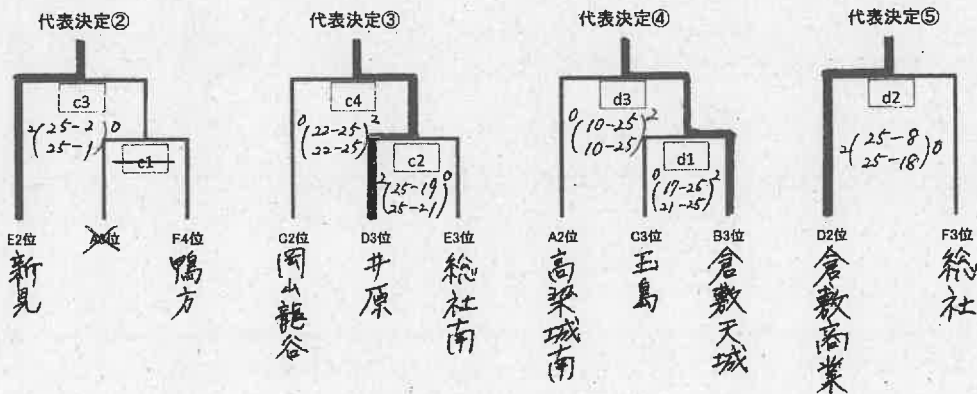 代表決定②
代表決定③
代表決定④
代表決定⑤
c3
2(25-2 25-1)0
c1
c4
0(22-25 22-25)2
c2
2(25-19 25-21)0
d3
0(10-25 10-25)2
d1
0(17-25 21-25)2
d2
2(25-8 25-18)0
E2位
A3位
F4位
C2位
D3位
E3位
A2位
C3位
B3位
D2位
F3位
新見
鴨方
岡山龍谷
井原
総社南
高梁城南
玉島
倉敷天城
倉敷商業
総社